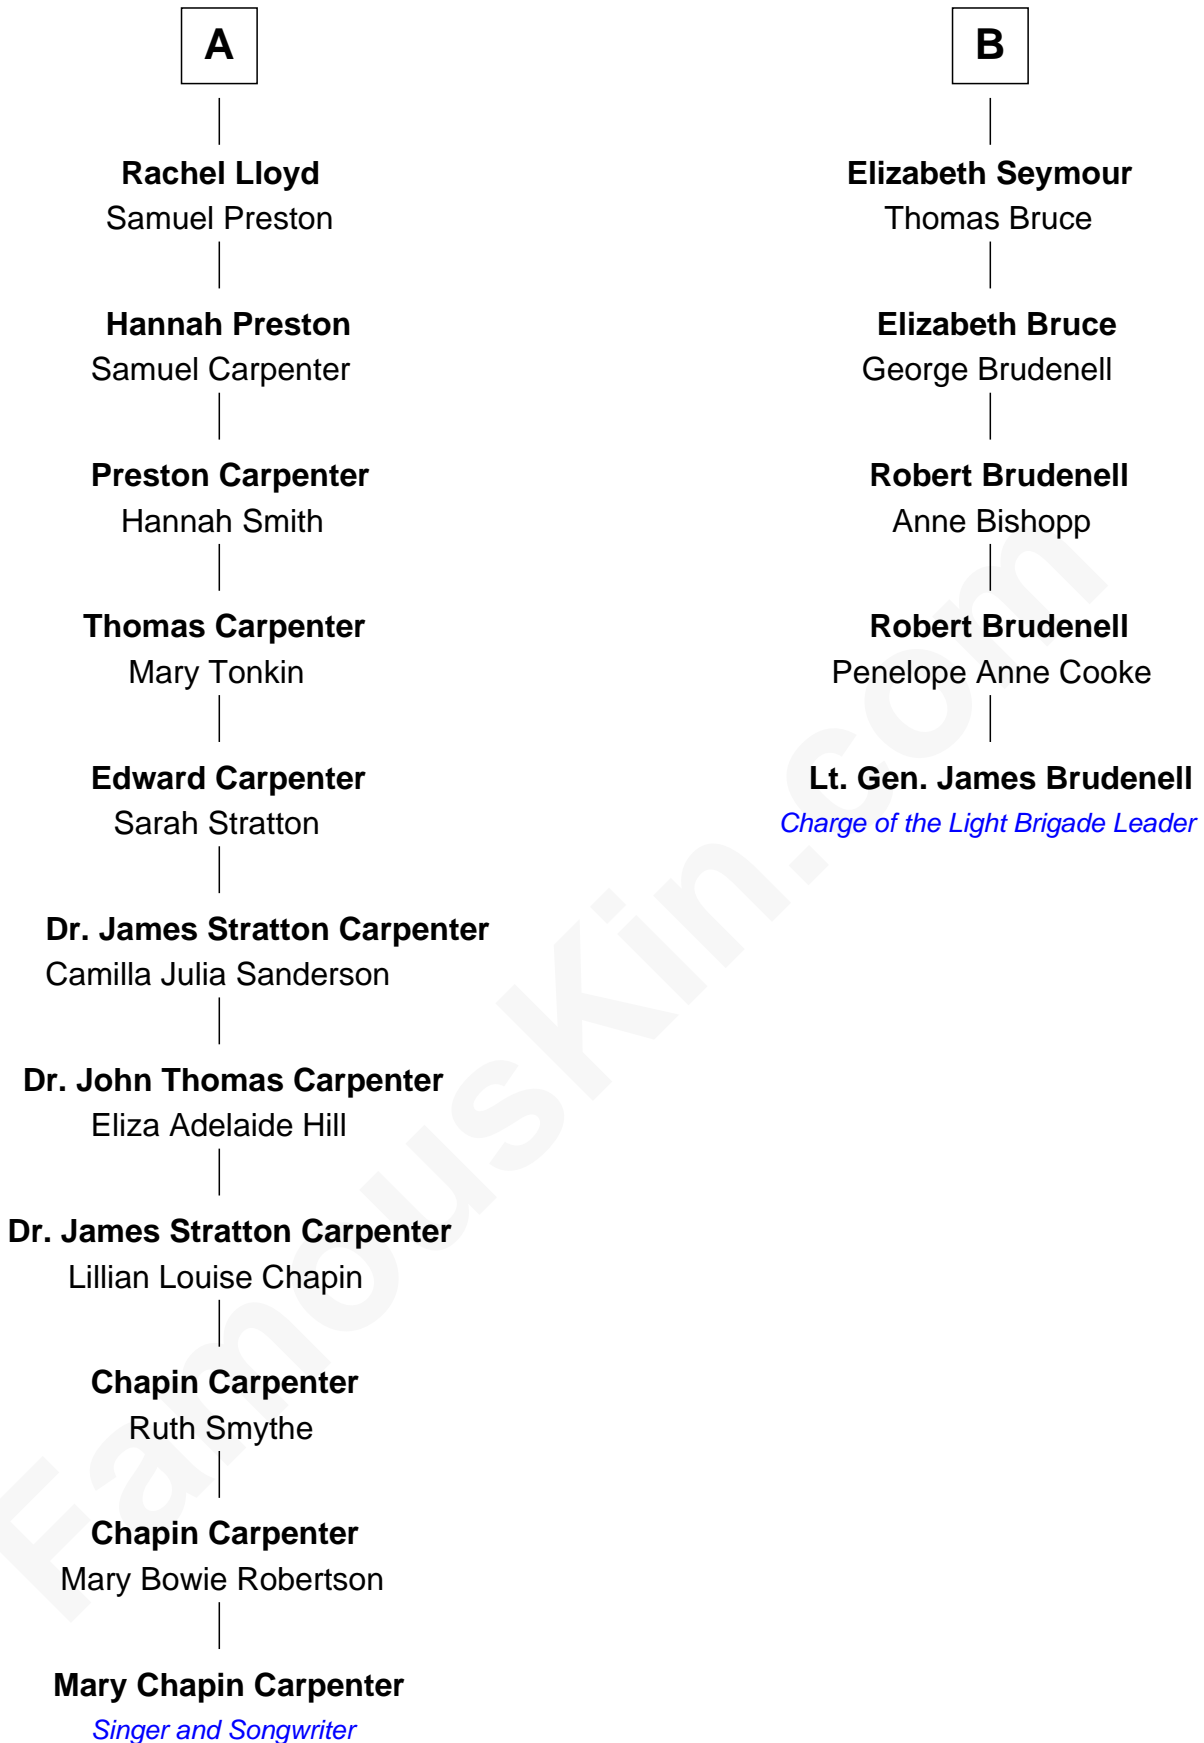 A
Rachel Lloyd
Samuel Preston
Hannah Preston
Samuel Carpenter
Preston Carpenter
Hannah Smith
Thomas Carpenter
Mary Tonkin
Edward Carpenter
Sarah Stratton
Dr. James Stratton Carpenter
Camilla Julia Sanderson
Dr. John Thomas Carpenter
Eliza Adelaide Hill
Dr. James Stratton Carpenter
Lillian Louise Chapin
Chapin Carpenter
Ruth Smythe
Chapin Carpenter
Mary Bowie Robertson
Mary Chapin Carpenter
Singer and Songwriter
B
Elizabeth Seymour
Thomas Bruce
Elizabeth Bruce
George Brudenell
Robert Brudenell
Anne Bishopp
Robert Brudenell
Penelope Anne Cooke
Lt. Gen. James Brudenell
Charge of the Light Brigade Leader
FamousKin.com